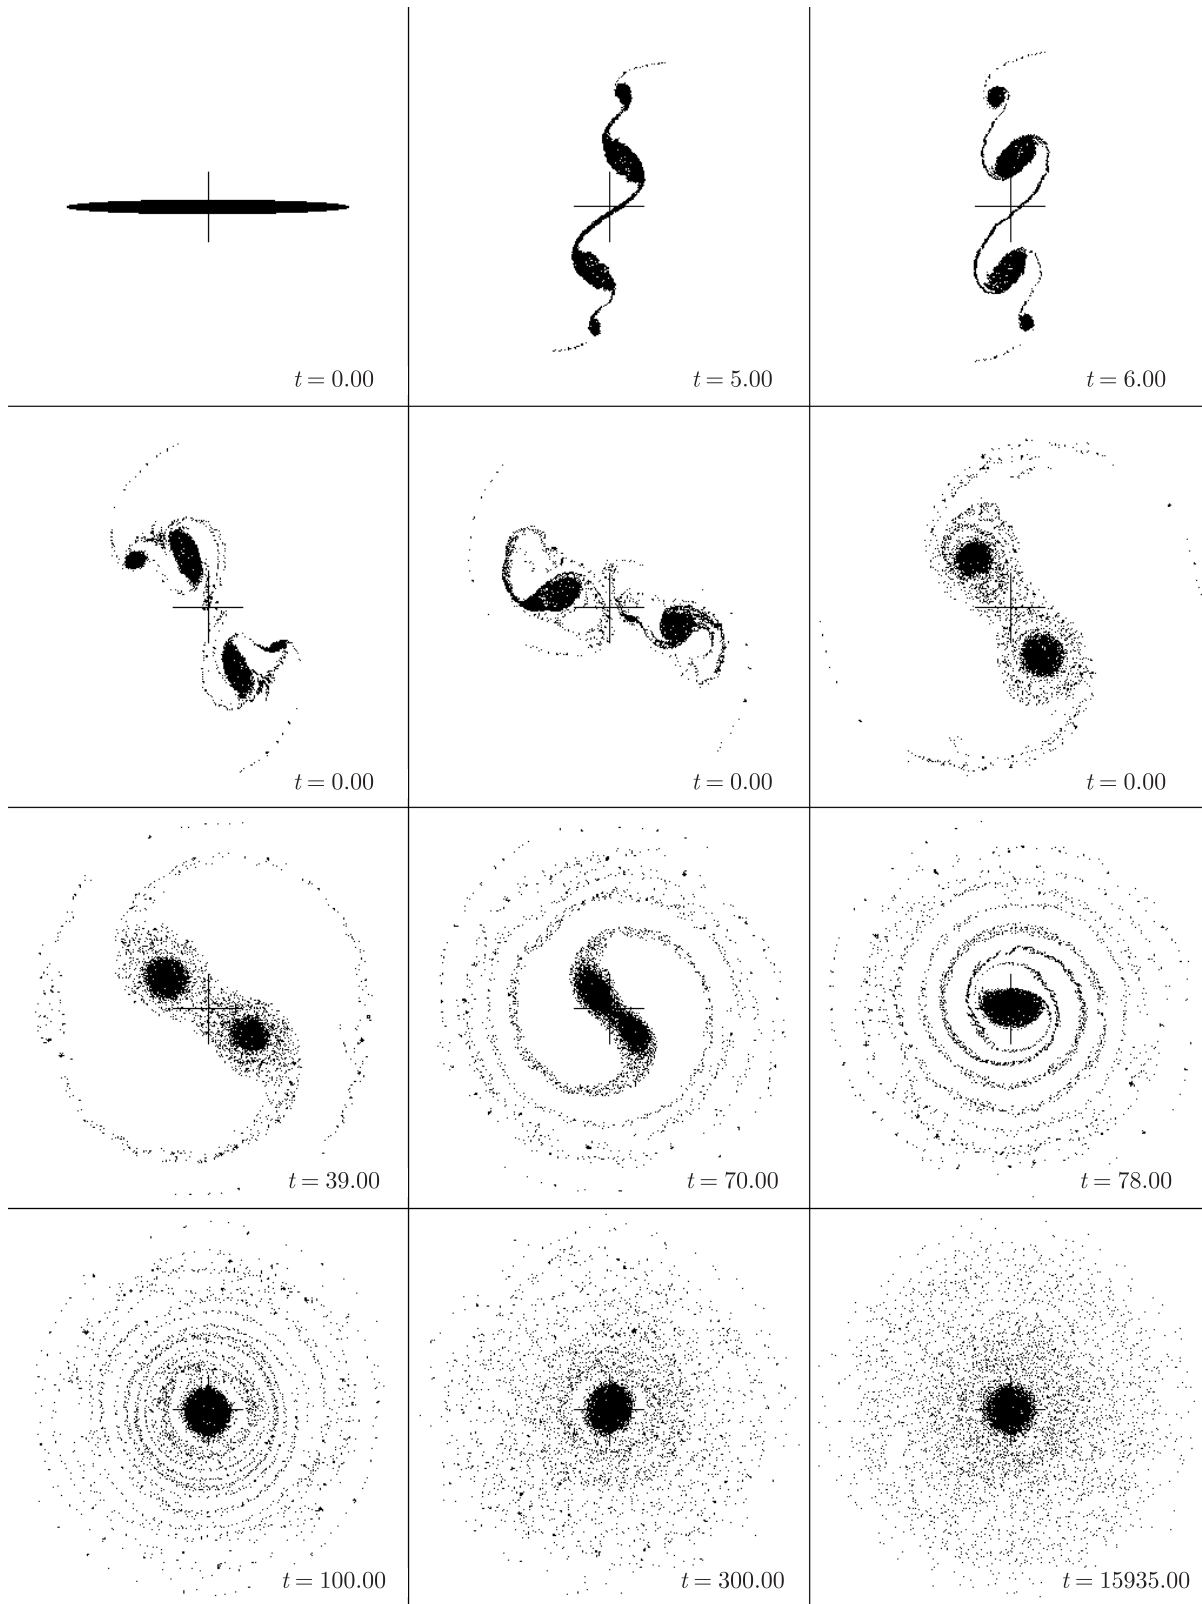 t = 0.00
t = 5.00
t = 6.00
t = 0.00
t = 0.00
t = 0.00
t = 39.00
t = 70.00
t = 78.00
t = 100.00
t = 300.00
t = 15935.00